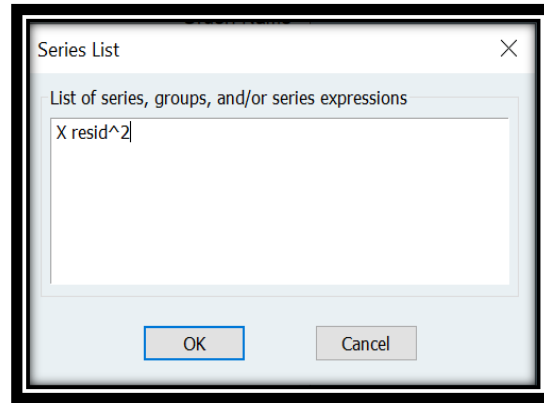 Series List
List of series, groups, and/or series expressions
X resid^2
OK
Cancel